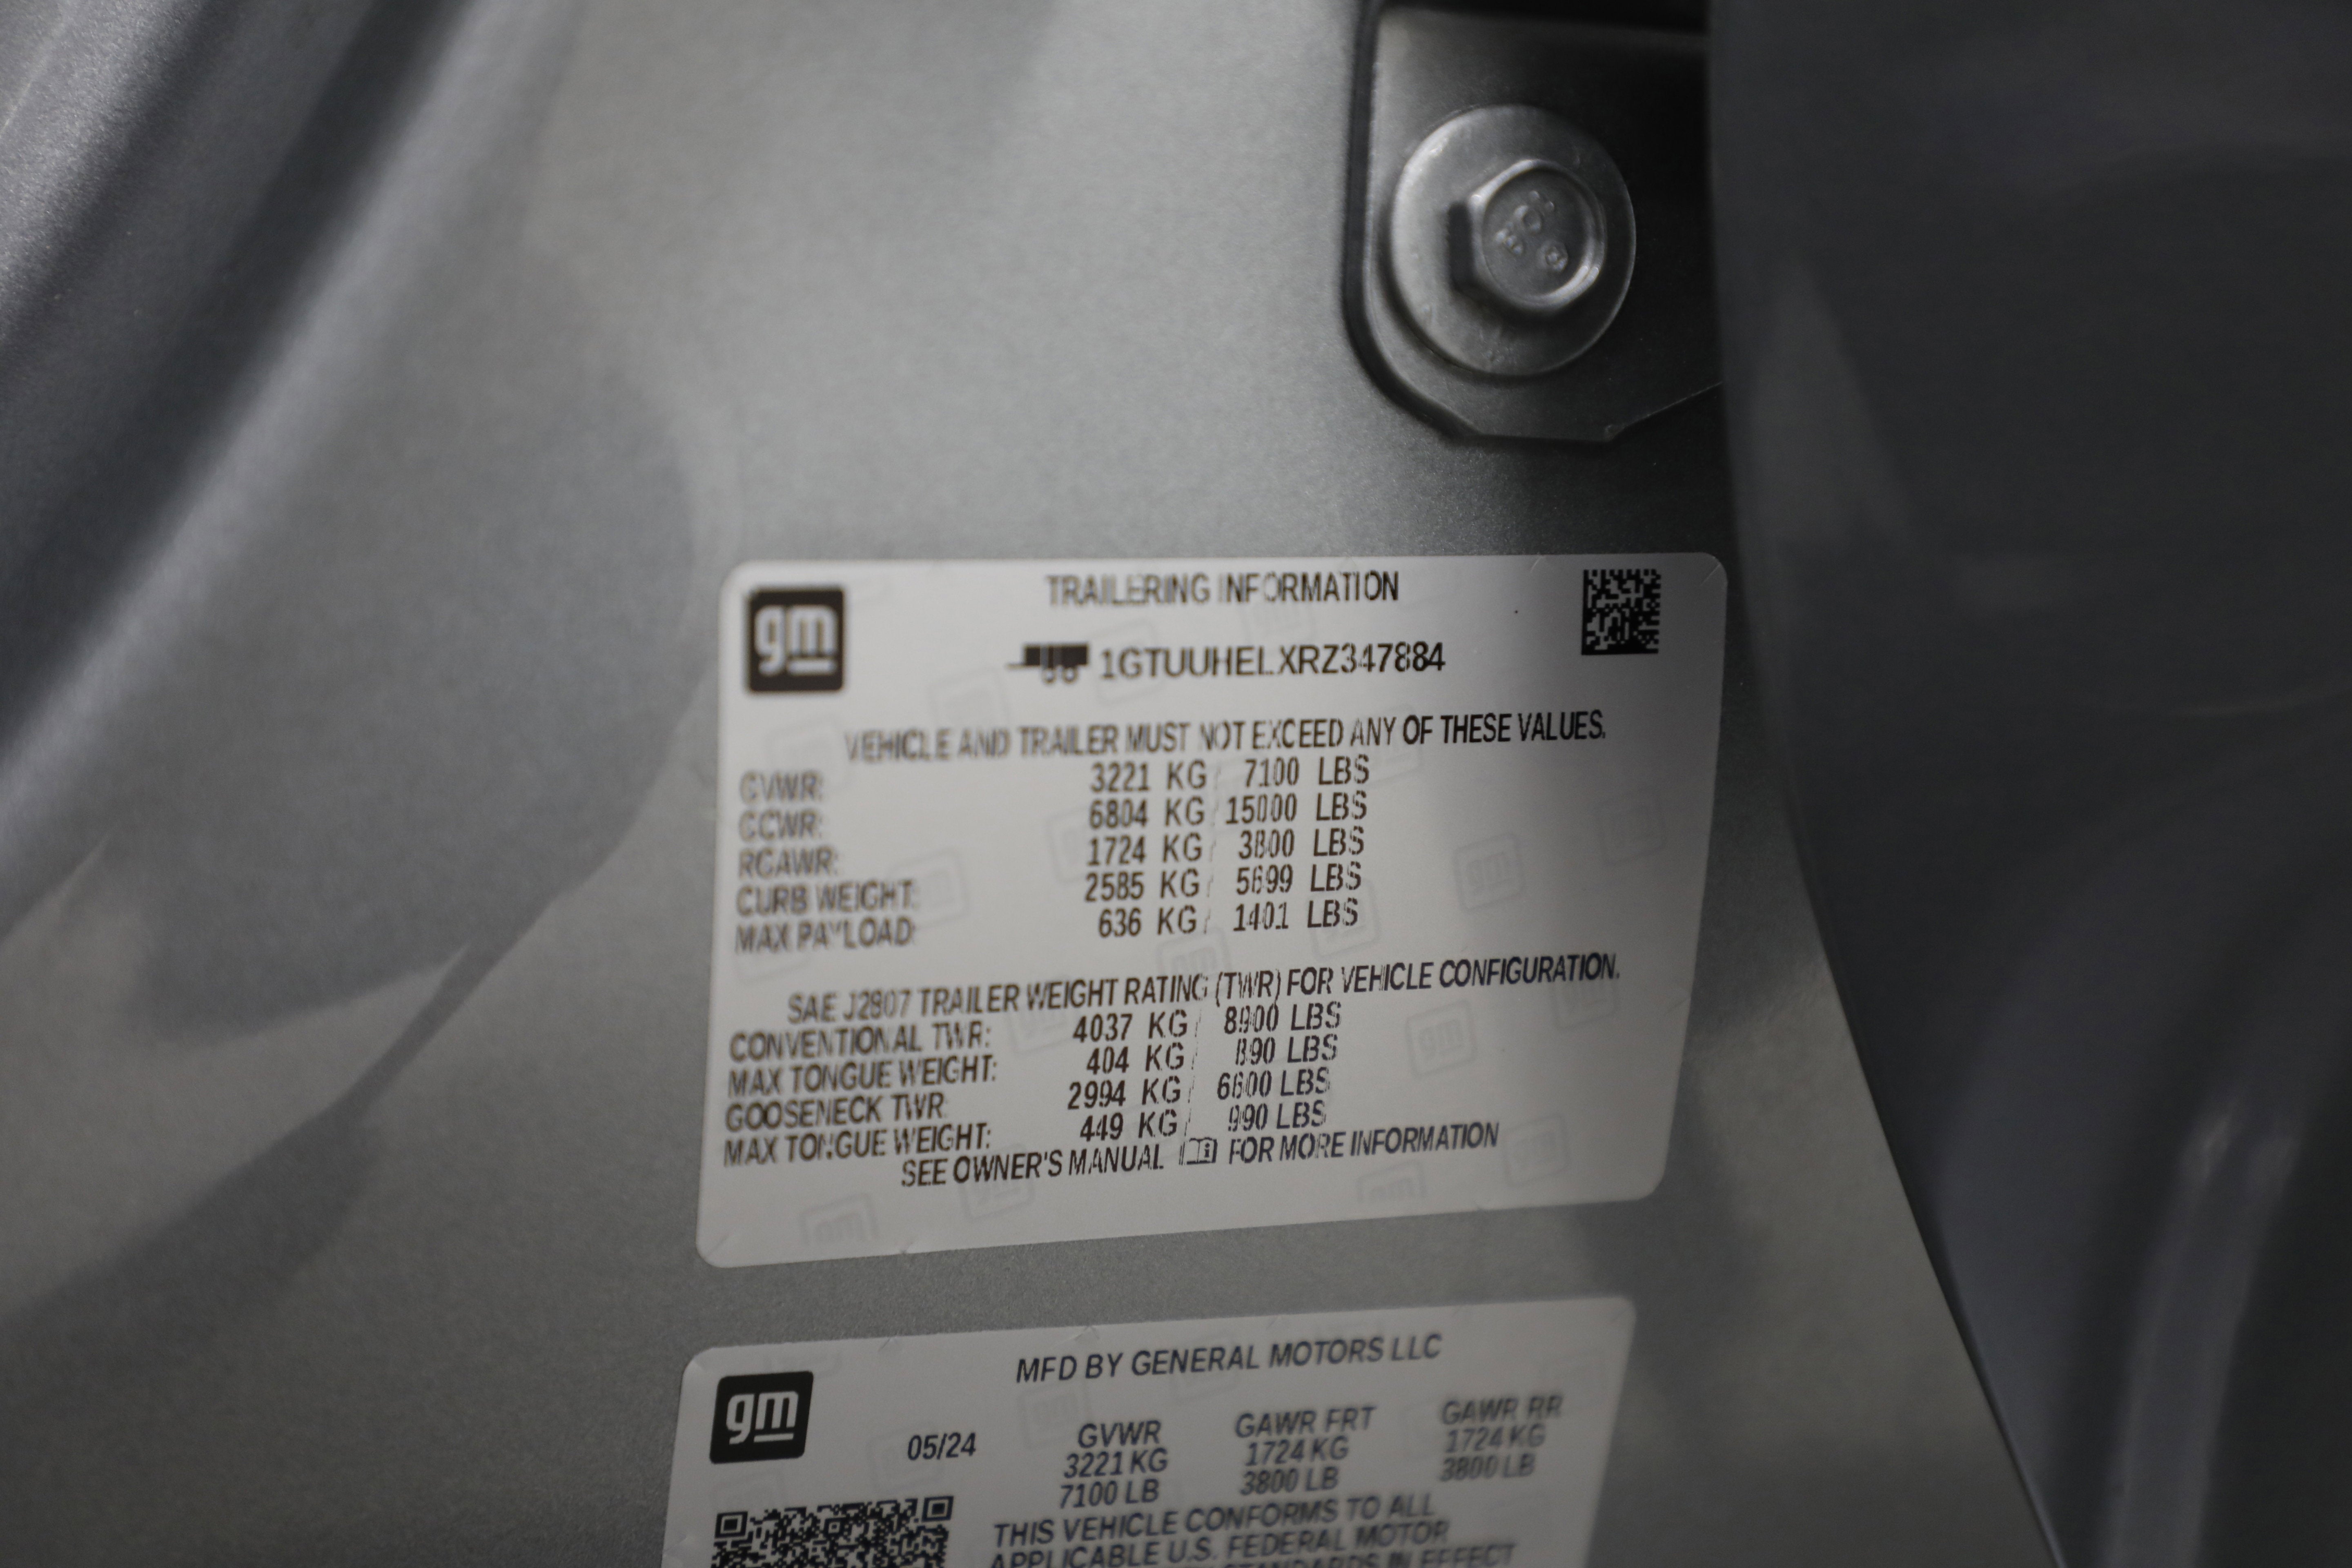 gm
TRAILERING INFORMATION
1GTUUHELXRZ347884
VEHICLE AND TRAILER MUST NOT EXCEED ANY OF THESE VALUES.
GVWR: 3221 KG / 7100 LBS
GCWR: 6804 KG / 15000 LBS
RGAWR: 1724 KG / 3800 LBS
CURB WEIGHT: 2585 KG / 5699 LBS
MAX PAYLOAD: 636 KG / 1401 LBS
SAE J2807 TRAILER WEIGHT RATING (TWR) FOR VEHICLE CONFIGURATION.
CONVENTIONAL TWR: 4037 KG / 8900 LBS
MAX TONGUE WEIGHT: 404 KG / 890 LBS
GOOSENECK TWR: 2994 KG / 6600 LBS
MAX TONGUE WEIGHT: 449 KG / 990 LBS
SEE OWNER'S MANUAL FOR MORE INFORMATION
gm
MFD BY GENERAL MOTORS LLC
05/24 GVWR GAWR FRT GAWR RR
3221 KG 1724 KG 1724 KG
7100 LB 3800 LB 3800 LB
THIS VEHICLE CONFORMS TO ALL
APPLICABLE U.S. FEDERAL MOTOR
STANDARDS IN EFFECT